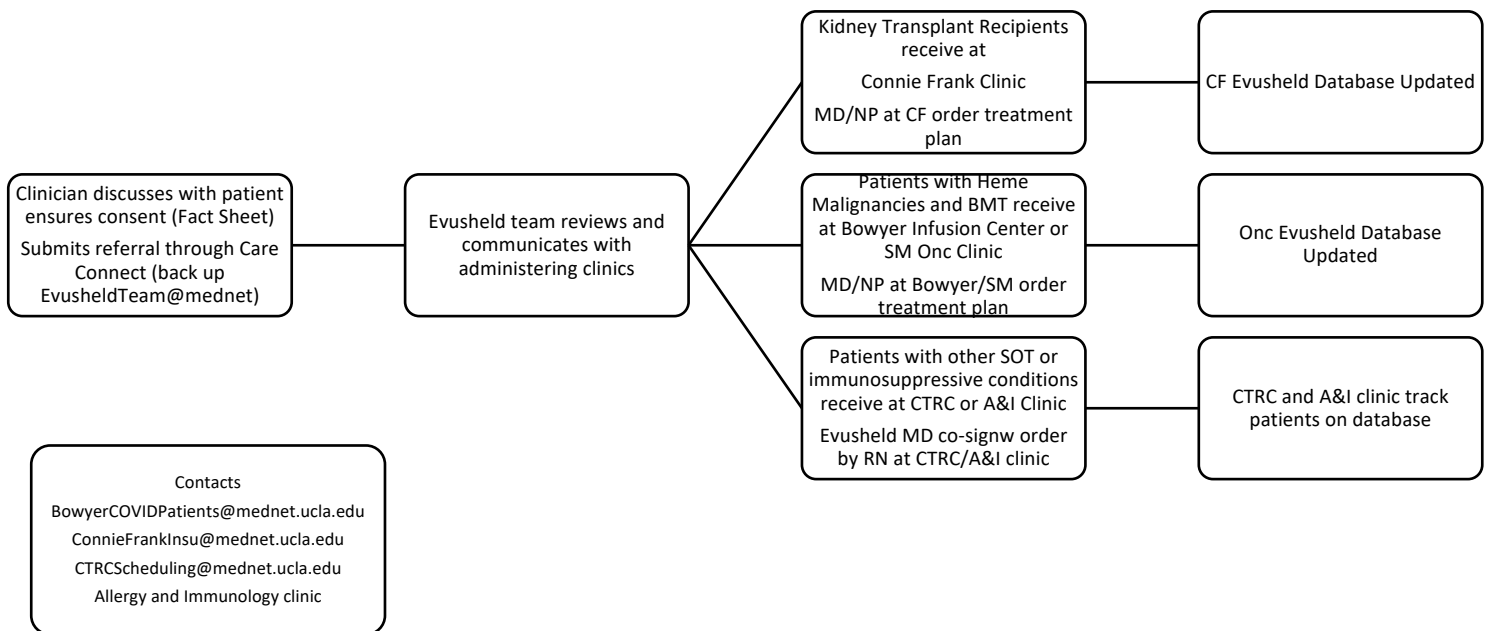 Clinician discusses with patient
ensures consent (Fact Sheet)
Submits referral through Care
Connect (back up
EvusheldTeam@mednet)
Evusheld team reviews and
communicates with
administering clinics
Kidney Transplant Recipients
receive at
Connie Frank Clinic
MD/NP at CF order treatment
plan
CF Evusheld Database Updated
Patients with Heme
Malignancies and BMT receive
at Bowyer Infusion Center or
SM Onc Clinic
MD/NP at Bowyer/SM order
treatment plan
Onc Evusheld Database
Updated
Patients with other SOT or
immunosuppressive conditions
receive at CTRC or A&I Clinic
Evusheld MD co-signw order
by RN at CTRC/A&I clinic
CTRC and A&I clinic track
patients on database
Contacts
BowyerCOVIDPatients@mednet.ucla.edu
ConnieFrankInsu@mednet.ucla.edu
CTRCScheduling@mednet.ucla.edu
Allergy and Immunology clinic